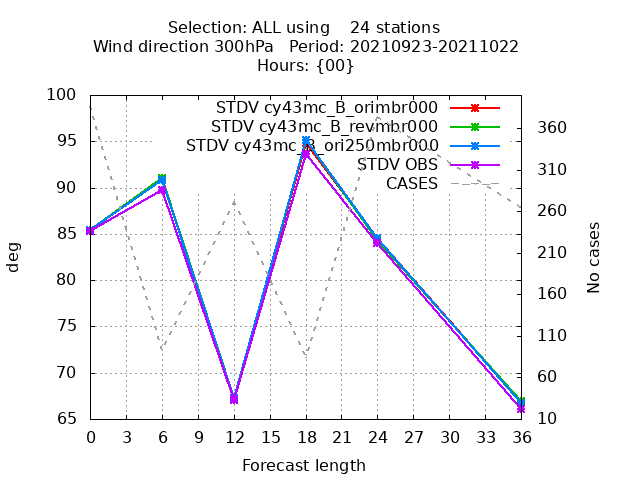 Selection: ALL using    24 stations
Wind direction 300hPa   Period: 20210923-20211022
Hours: {00}
STDV cy43mc_B_orimbr000
STDV cy43mc_B_revmbr000
STDV cy43mc_B_ori250mbr000
STDV OBS
CASES
100
95
90
85
80
75
70
65
deg
360
310
260
210
160
110
60
10
No cases
0 3 6 9 12 15 18 21 24 27 30 33 36
Forecast length